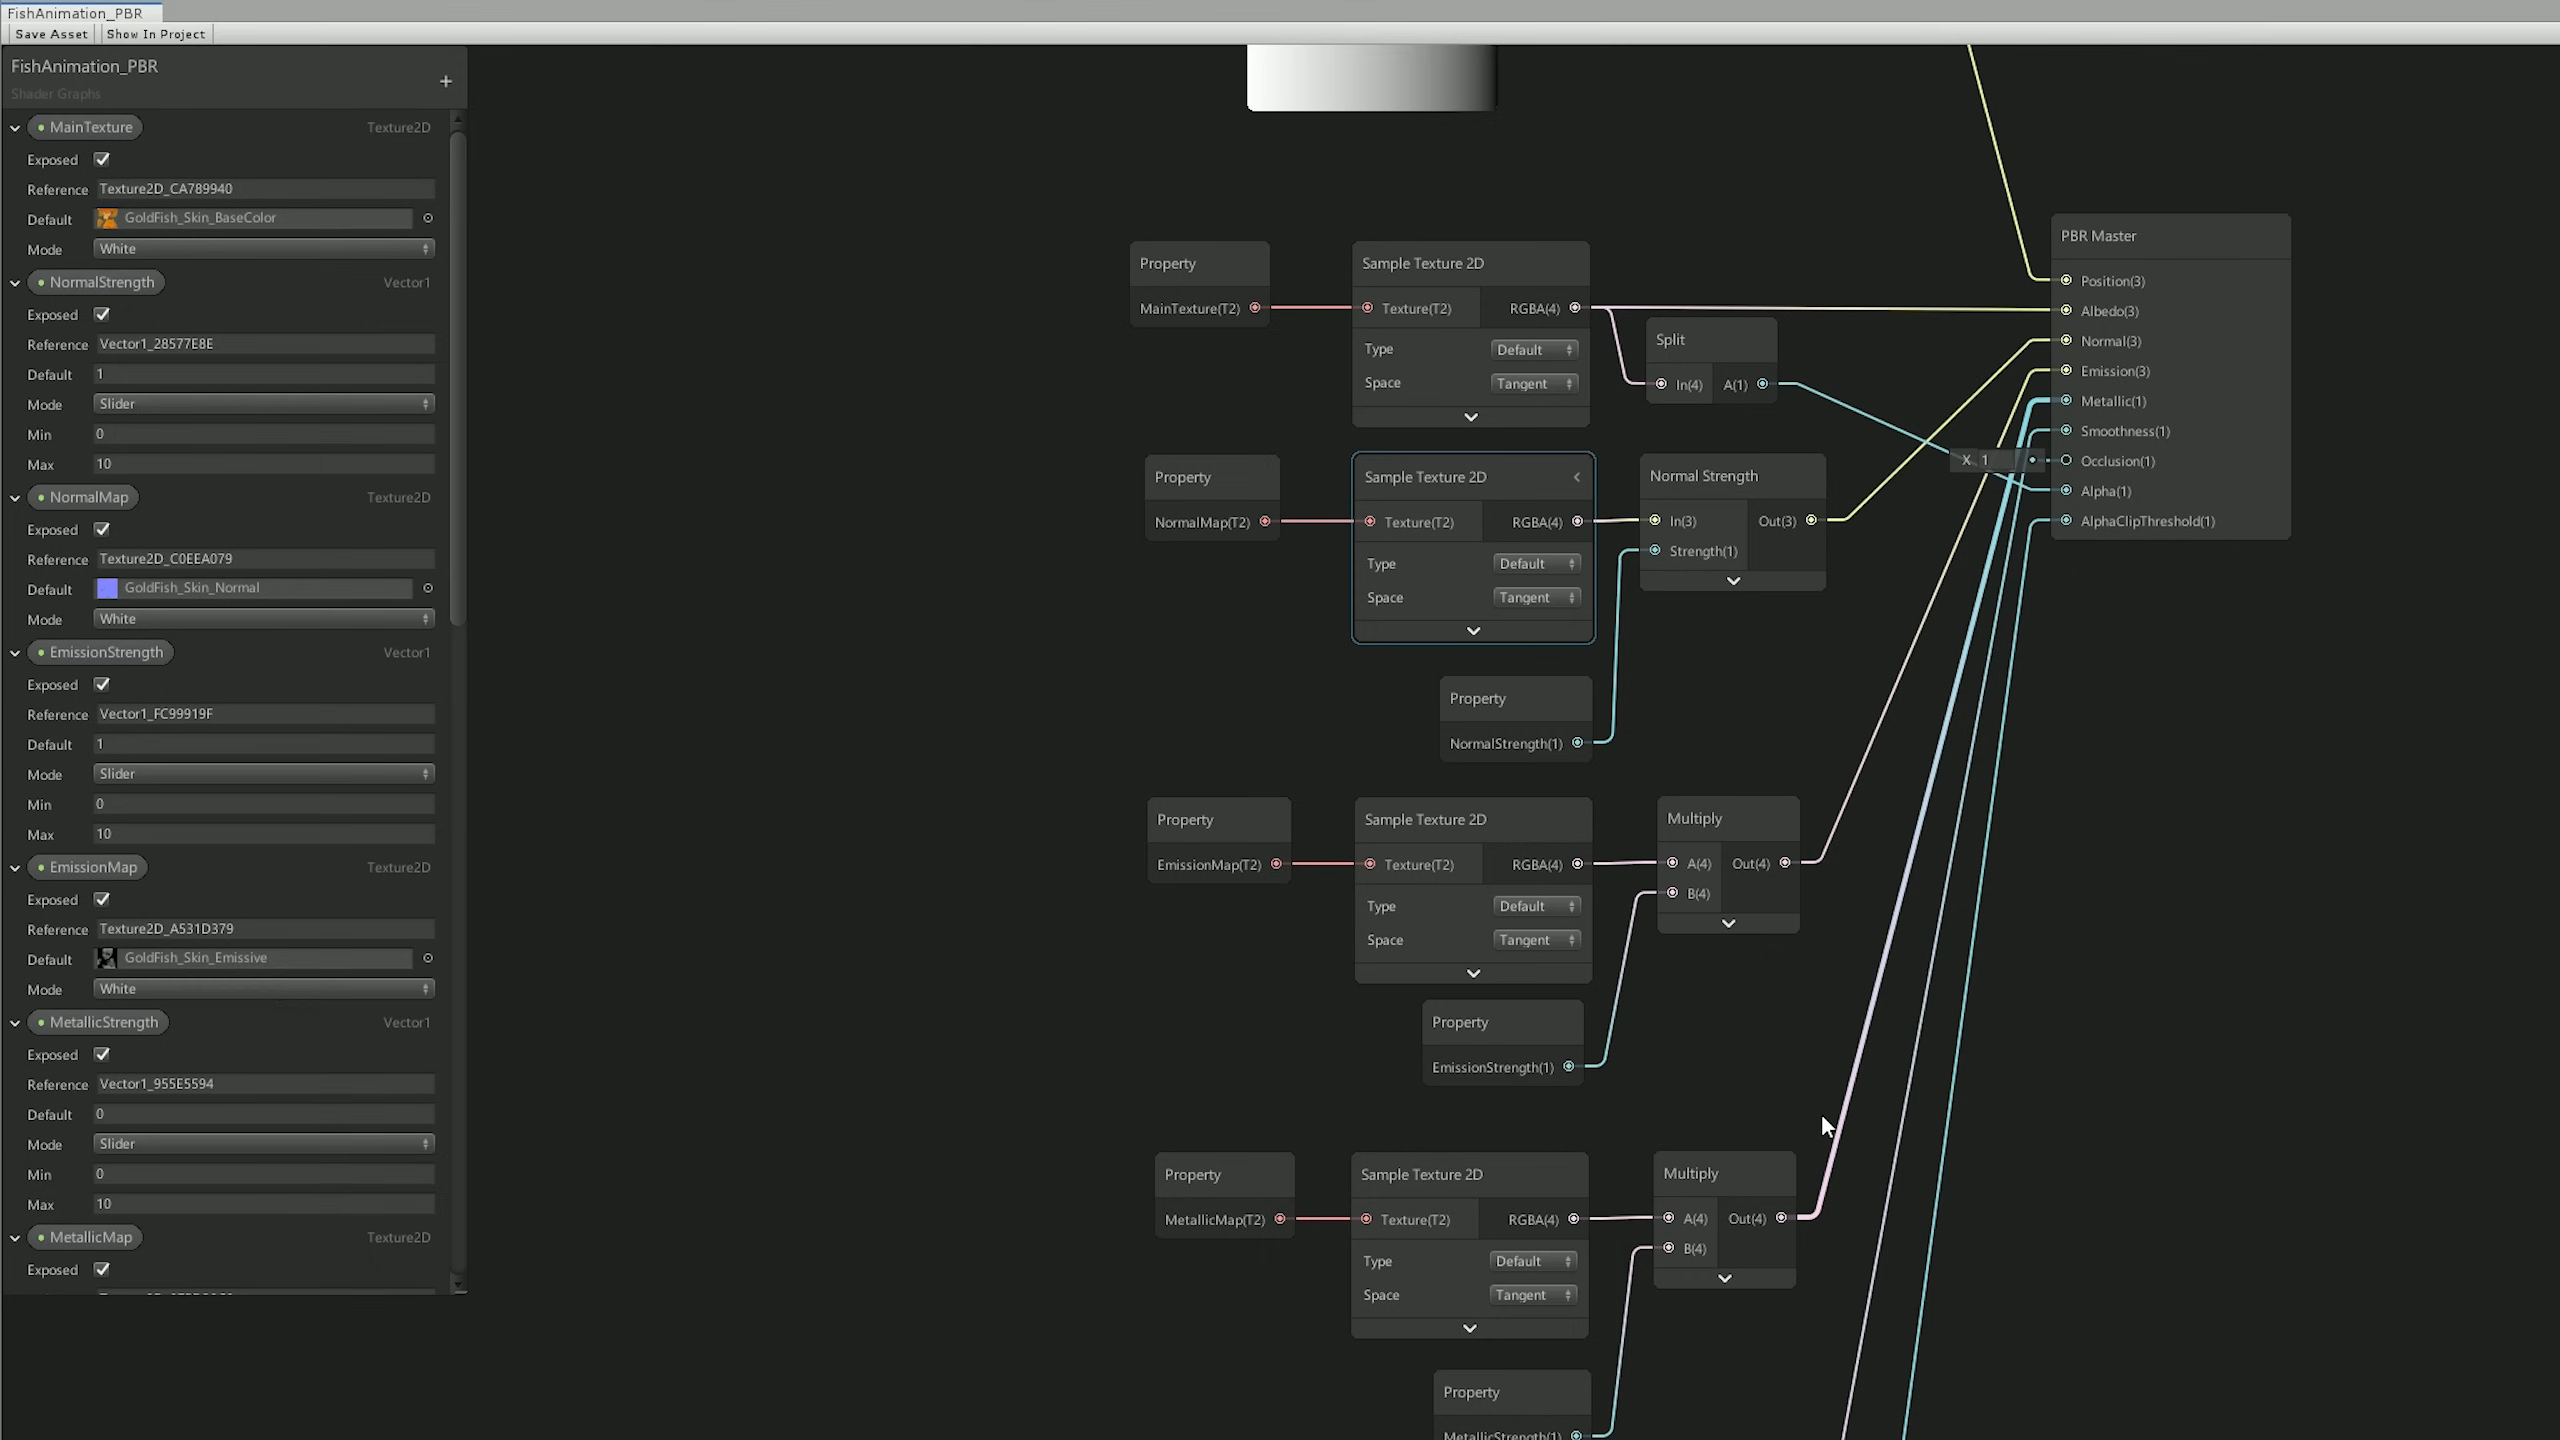 FishAnimation_PBR
Save Asset Show In Project
FishAnimation_PBR
+
Shader Graphs
MainTexture Texture2D
Exposed
Reference Texture2D_CA789940
Default GoldFish_Skin_BaseColor
Mode White
NormalStrength Vector1
Exposed
Reference Vector1_28577E8E
Default 1
Mode Slider
Min 0
Max 10
NormalMap Texture2D
Exposed
Reference Texture2D_C0EEA079
Default GoldFish_Skin_Normal
Mode White
EmissionStrength Vector1
Exposed
Reference Vector1_FC99919F
Default 1
Mode Slider
Min 0
Max 10
EmissionMap Texture2D
Exposed
Reference Texture2D_A531D379
Default GoldFish_Skin_Emissive
Mode White
MetallicStrength Vector1
Exposed
Reference Vector1_955E5594
Default 0
Mode Slider
Min 0
Max 10
MetallicMap Texture2D
Exposed
Property
MainTexture(T2)
Sample Texture 2D
Texture(T2) RGBA(4)
Type Default
Space Tangent
Split
In(4) A(1)
Property
NormalMap(T2)
Sample Texture 2D
Texture(T2) RGBA(4)
Type Default
Space Tangent
Normal Strength
In(3) Out(3)
Strength(1)
Property
NormalStrength(1)
Property
EmissionMap(T2)
Sample Texture 2D
Texture(T2) RGBA(4)
Type Default
Space Tangent
Multiply
A(4) Out(4)
B(4)
Property
EmissionStrength(1)
Property
MetallicMap(T2)
Sample Texture 2D
Texture(T2) RGBA(4)
Type Default
Space Tangent
Multiply
A(4) Out(4)
B(4)
Property
MetallicStrength(1)
PBR Master
Position(3)
Albedo(3)
Normal(3)
Emission(3)
Metallic(1)
Smoothness(1)
X 1 Occlusion(1)
Alpha(1)
AlphaClipThreshold(1)